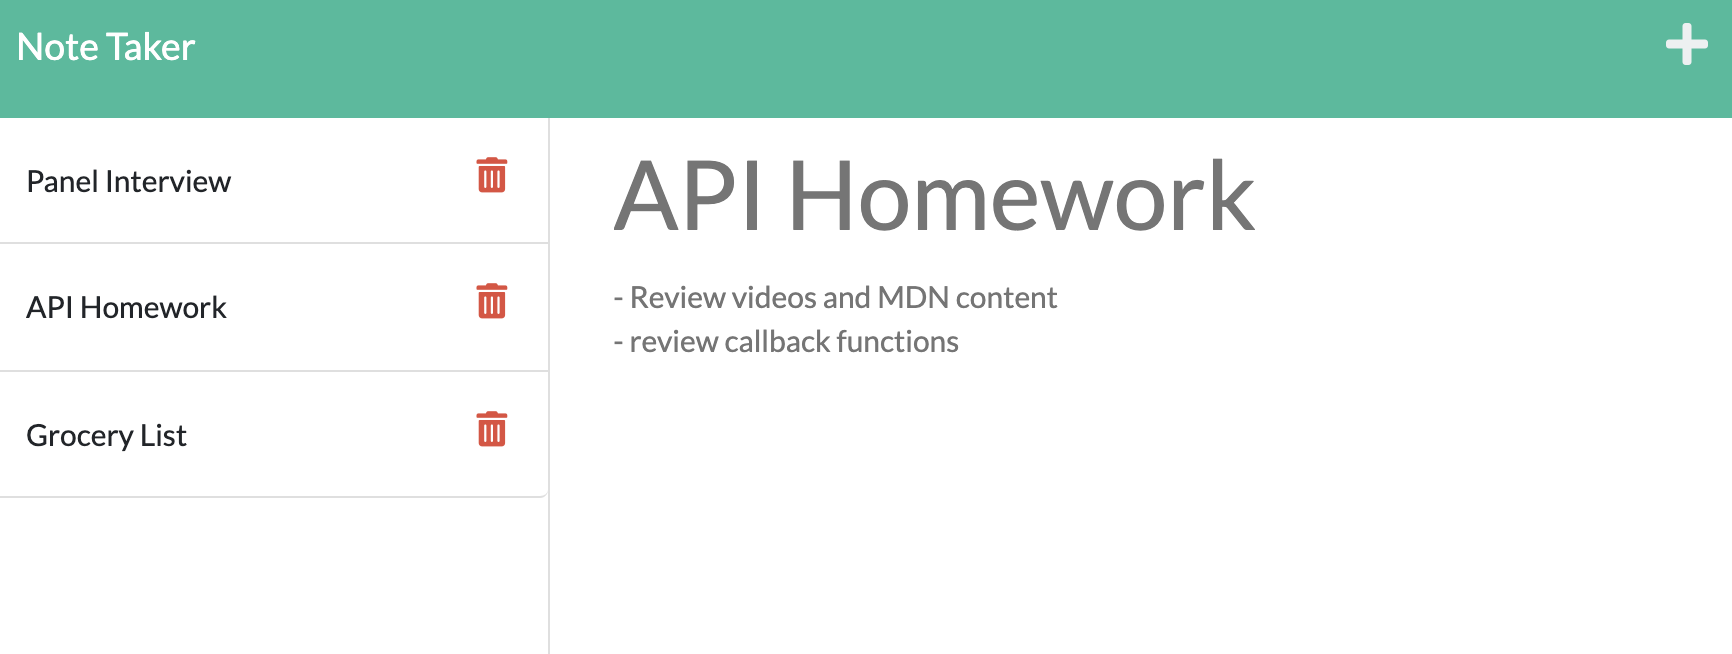 Note Taker
Panel Interview
API Homework
Grocery List
API Homework
- Review videos and MDN content
- review callback functions